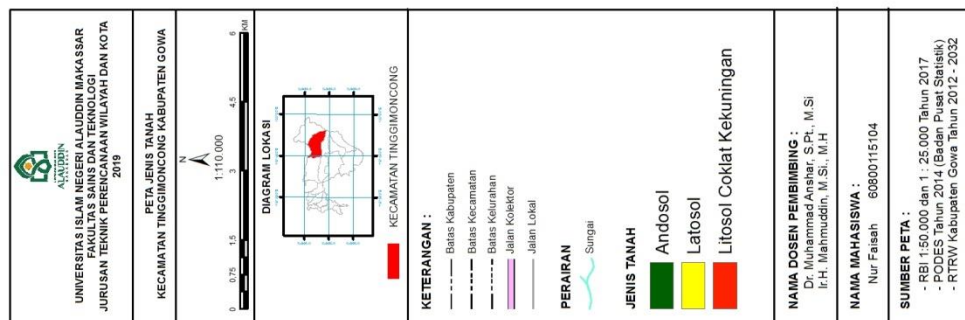 ALAUDDIN
UNIVERSITAS ISLAM NEGERI ALAUDDIN MAKASSAR
FAKULTAS SAINS DAN TEKNOLOGI
JURUSAN TEKNIK PERENCANAAN WILAYAH DAN KOTA
2019
PETA JENIS TANAH
KECAMATAN TINGGIMONCONG KABUPATEN GOWA
N
1:110.000
0 0,75 1,5 3 4,5 6
KM
DIAGRAM LOKASI
KECAMATAN TINGGIMONCONG
KETERANGAN :
Batas Kabupaten
Batas Kecamatan
Batas Kelurahan
Jalan Kolektor
Jalan Lokal
PERAIRAN
Sungai
JENIS TANAH
Andosol
Latosol
Litosol Coklat Kekuningan
NAMA DOSEN PEMBIMBING :
Dr. Muhammad Anshar, S.Pt., M.Si
Ir.H. Mahmuddin, M.Si., M.H
NAMA MAHASISWA :
Nur Faisah 60800115104
SUMBER PETA :
- RBI 1:50.000 dan 1 : 25.000 Tahun 2017
- PODES Tahun 2014 (Badan Pusat Statistik)
- RTRW Kabupaten Gowa Tahun 2012 - 2032